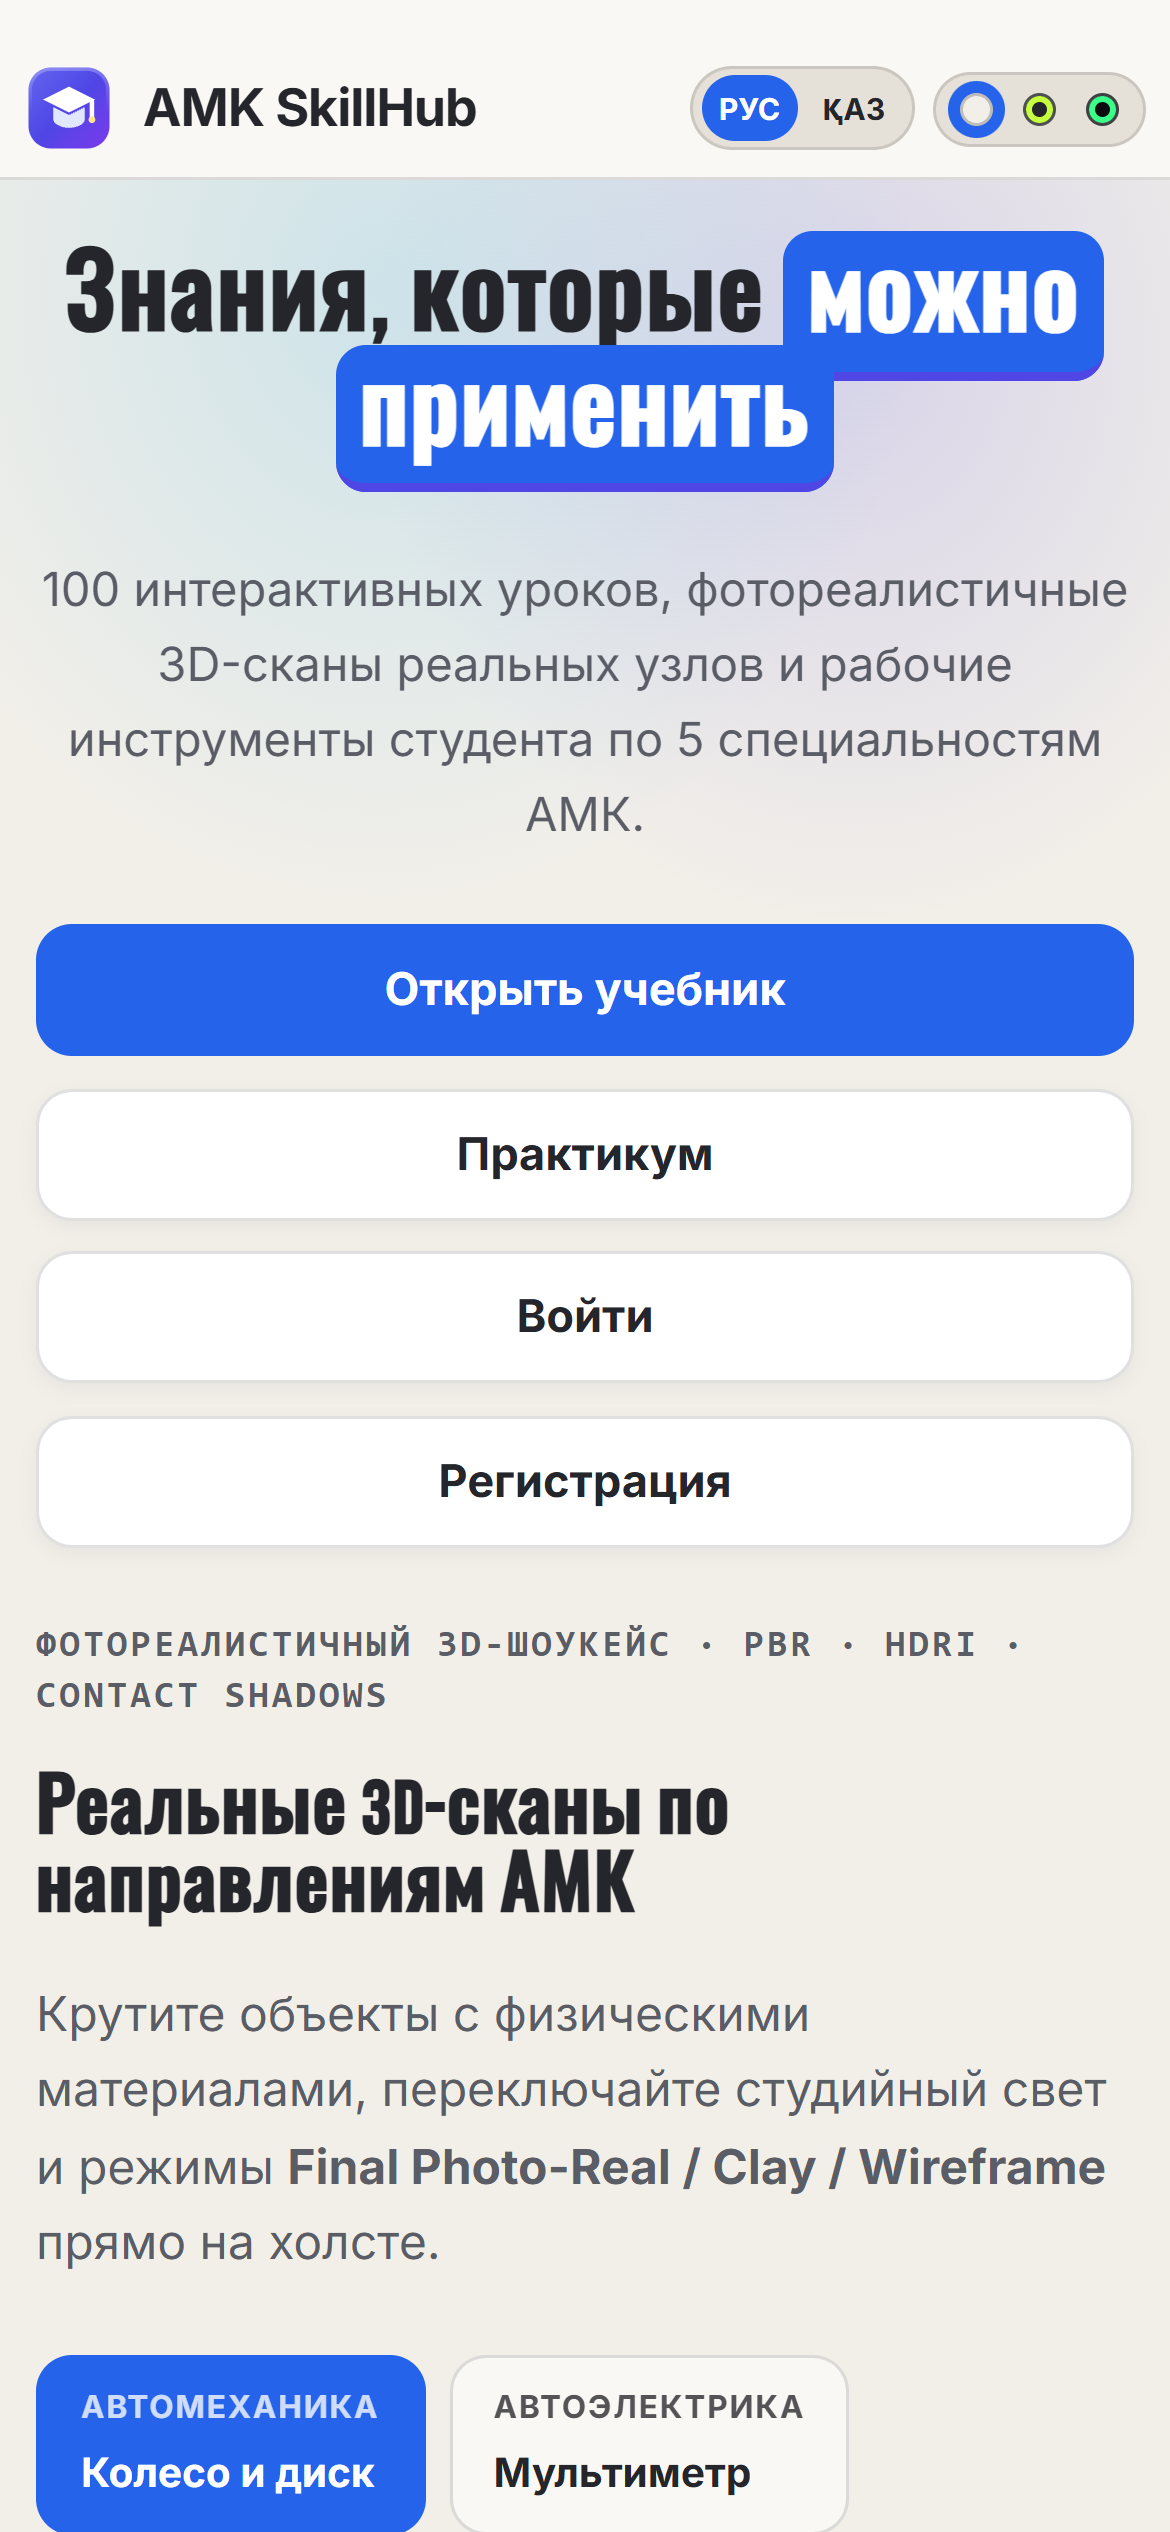 AMK SkillHub
РУС ҚАЗ
Знания, которые можно
применить
100 интерактивных уроков, фотореалистичные
3D-сканы реальных узлов и рабочие
инструменты студента по 5 специальностям
АМК.
Открыть учебник
Практикум
Войти
Регистрация
ФОТОРЕАЛИСТИЧНЫЙ 3D-ШОУКЕЙС · PBR · HDRI ·
CONTACT SHADOWS
Реальные 3D-сканы по
направлениям АМК
Крутите объекты с физическими
материалами, переключайте студийный свет
и режимы Final Photo-Real / Clay / Wireframe
прямо на холсте.
АВТОМЕХАНИКА АВТОЭЛЕКТРИКА
Колесо и диск Мультиметр